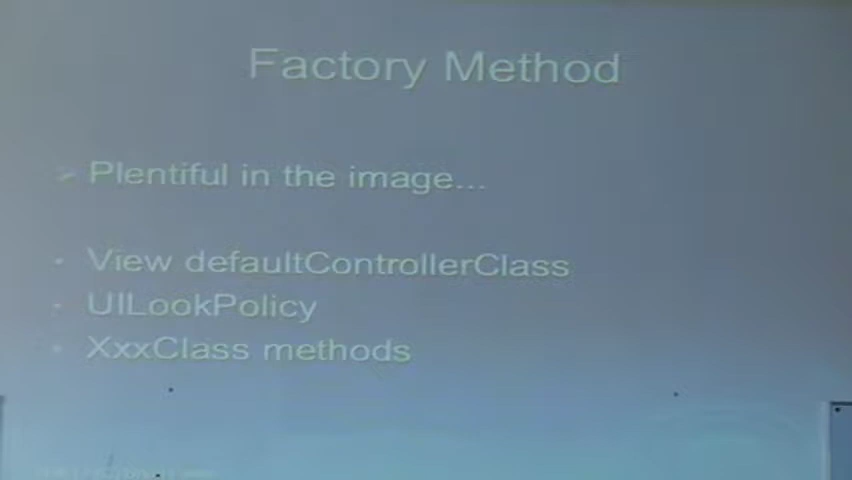 Factory Method
Plentiful in the image...
View defaultControllerClass
UILookPolicy
XxxClass methods